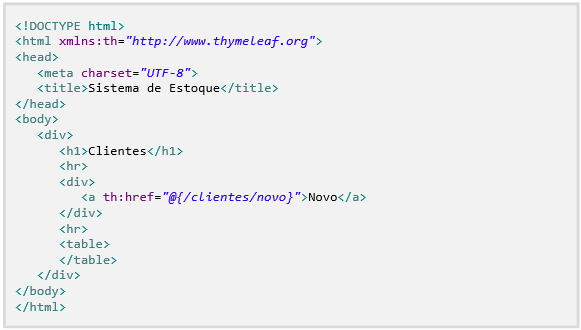 <!DOCTYPE html>
<html xmlns:th="http://www.thymeleaf.org">
<head>
   <meta charset="UTF-8">
   <title>Sistema de Estoque</title>
</head>
<body>
   <div>
      <h1>Clientes</h1>
      <hr>
      <div>
         <a th:href="@{/clientes/novo}">Novo</a>
      </div>
      <hr>
      <table>
      </table>
   </div>
</body>
</html>